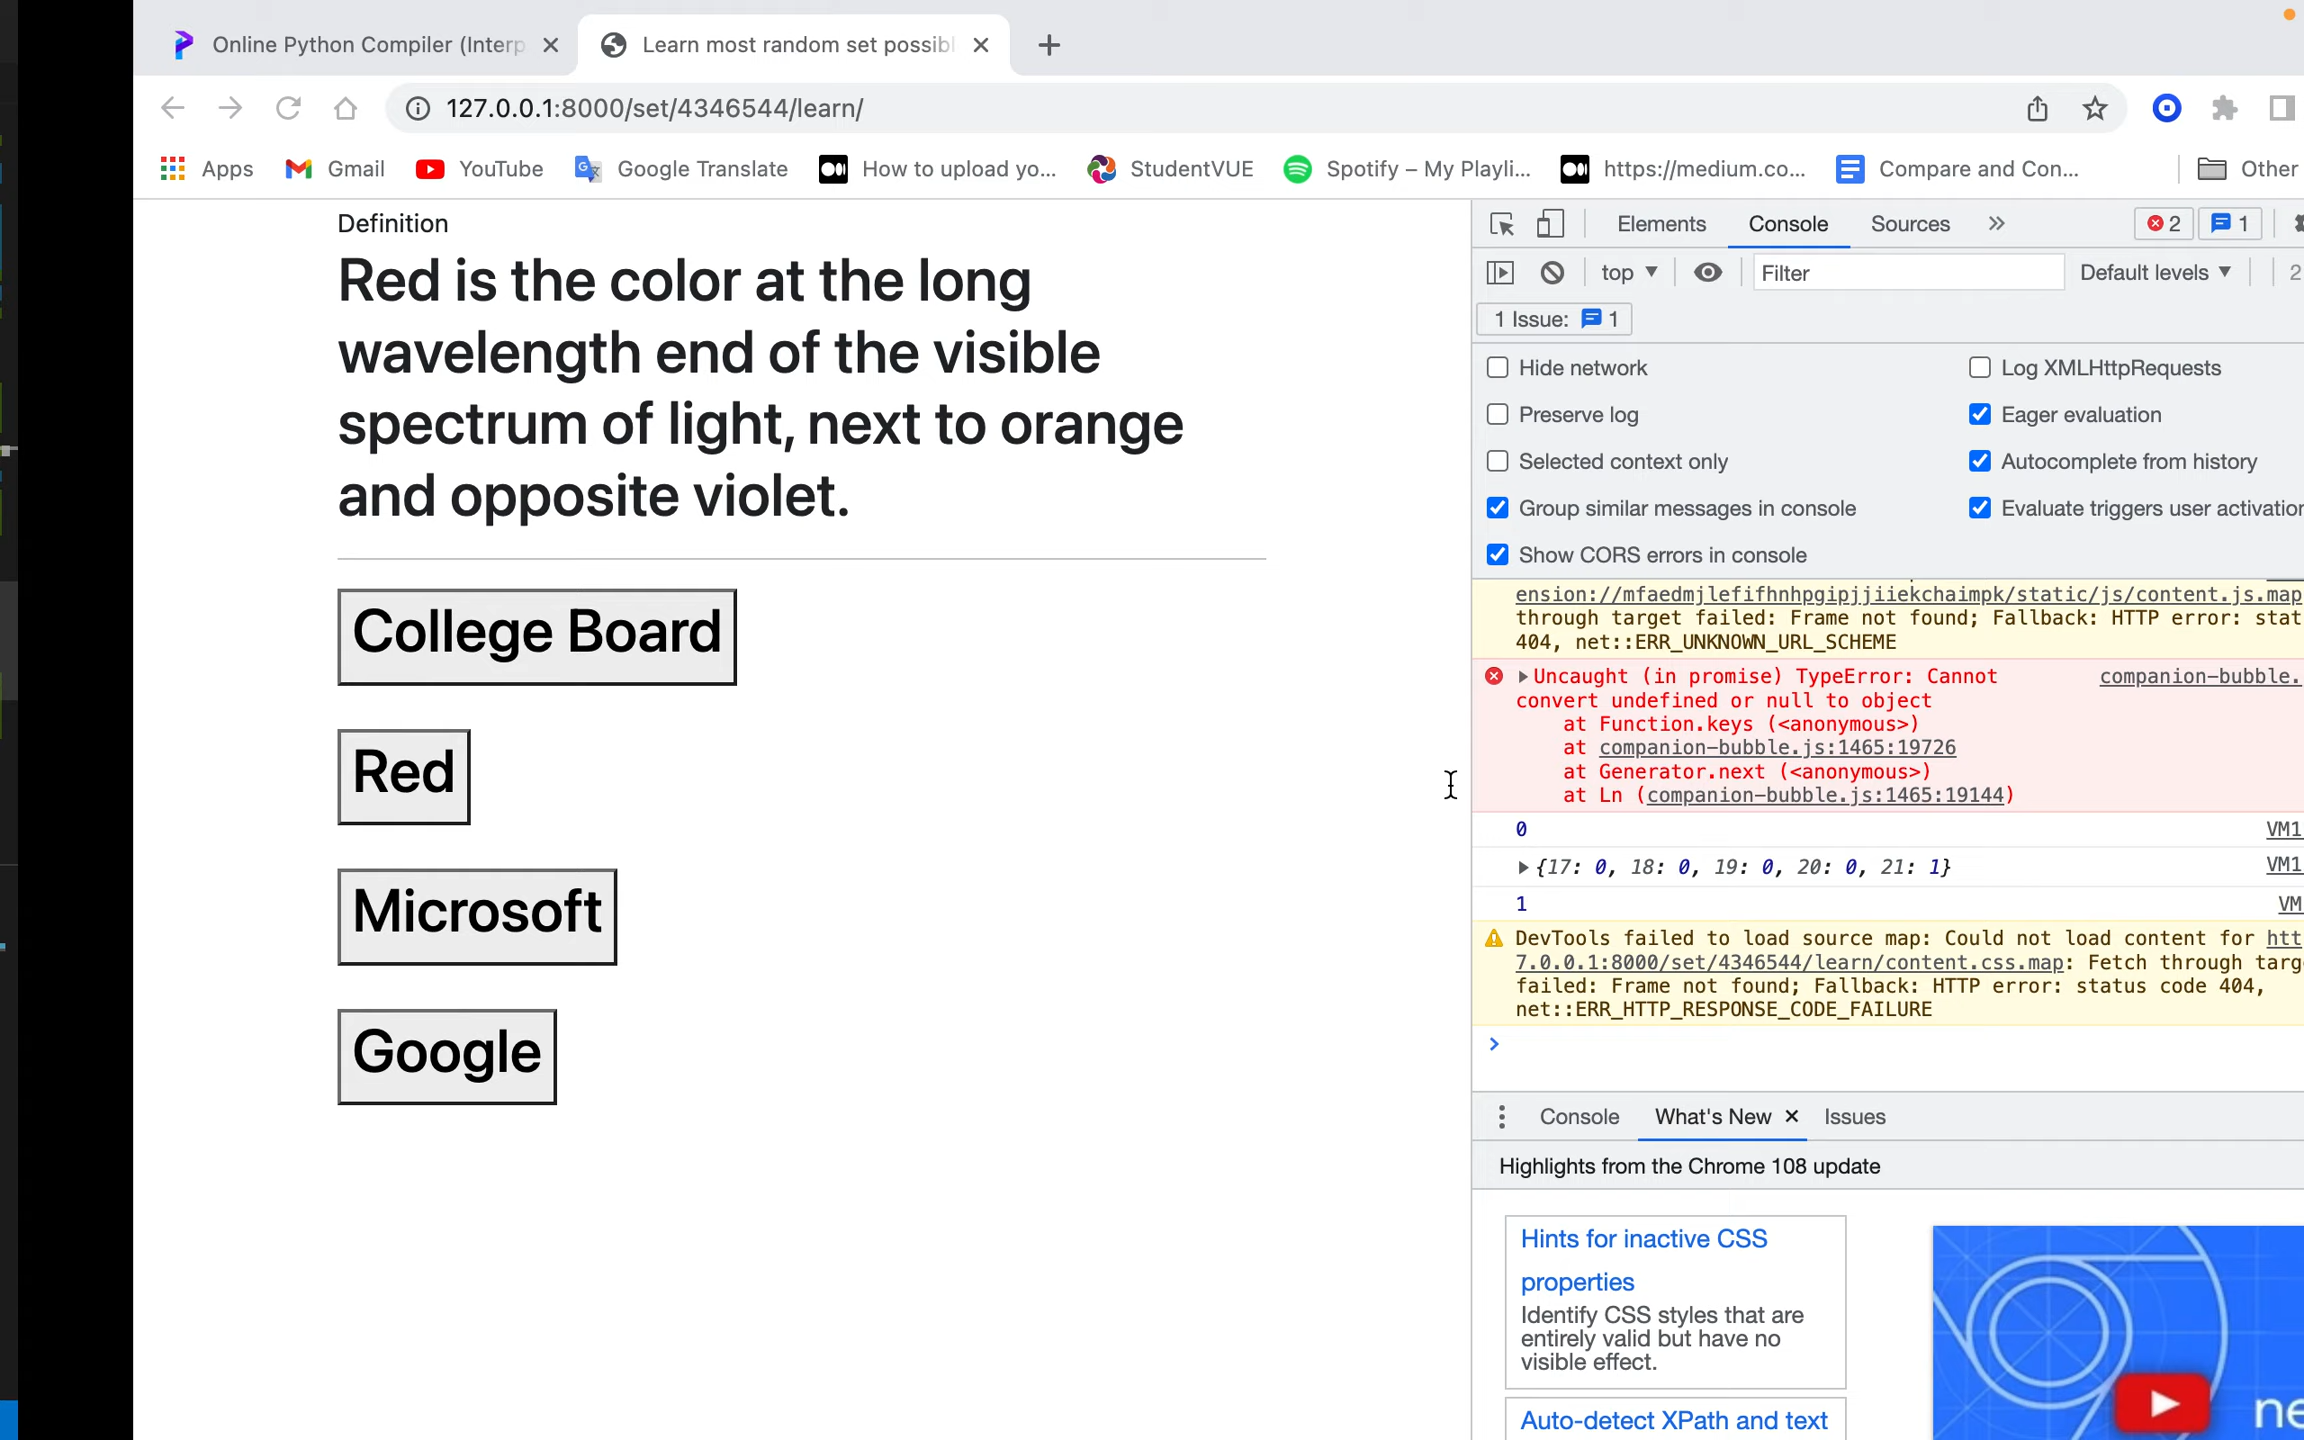 Online Python Compiler (Interp
Learn most random set possibl
127.0.0.1:8000/set/4346544/learn/
Apps Gmail YouTube Google Translate How to upload yo... StudentVUE Spotify – My Playli... https://medium.co... Compare and Con... Other
Definition
Red is the color at the long
wavelength end of the visible
spectrum of light, next to orange
and opposite violet.
College Board
Red
Microsoft
Google
Elements Console Sources » 2 1
top ▼ Filter Default levels ▼ 2
1 Issue: 1
Hide network Log XMLHttpRequests
Preserve log Eager evaluation
Selected context only Autocomplete from history
Group similar messages in console Evaluate triggers user activation
Show CORS errors in console
ension://mfaedmjlefifhnhpgipjjiiekchaimpk/static/js/content.js.map
through target failed: Frame not found; Fallback: HTTP error: stat
404, net::ERR_UNKNOWN_URL_SCHEME
Uncaught (in promise) TypeError: Cannot companion-bubble.
convert undefined or null to object
at Function.keys (<anonymous>)
at companion-bubble.js:1465:19726
at Generator.next (<anonymous>)
at Ln (companion-bubble.js:1465:19144)
0 VM1
{17: 0, 18: 0, 19: 0, 20: 0, 21: 1} VM1
1 VM
DevTools failed to load source map: Could not load content for htt
7.0.0.1:8000/set/4346544/learn/content.css.map: Fetch through targ
failed: Frame not found; Fallback: HTTP error: status code 404,
net::ERR_HTTP_RESPONSE_CODE_FAILURE
>
Console What's New Issues
Highlights from the Chrome 108 update
Hints for inactive CSS
properties
Identify CSS styles that are
entirely valid but have no
visible effect.
Auto-detect XPath and text
ne